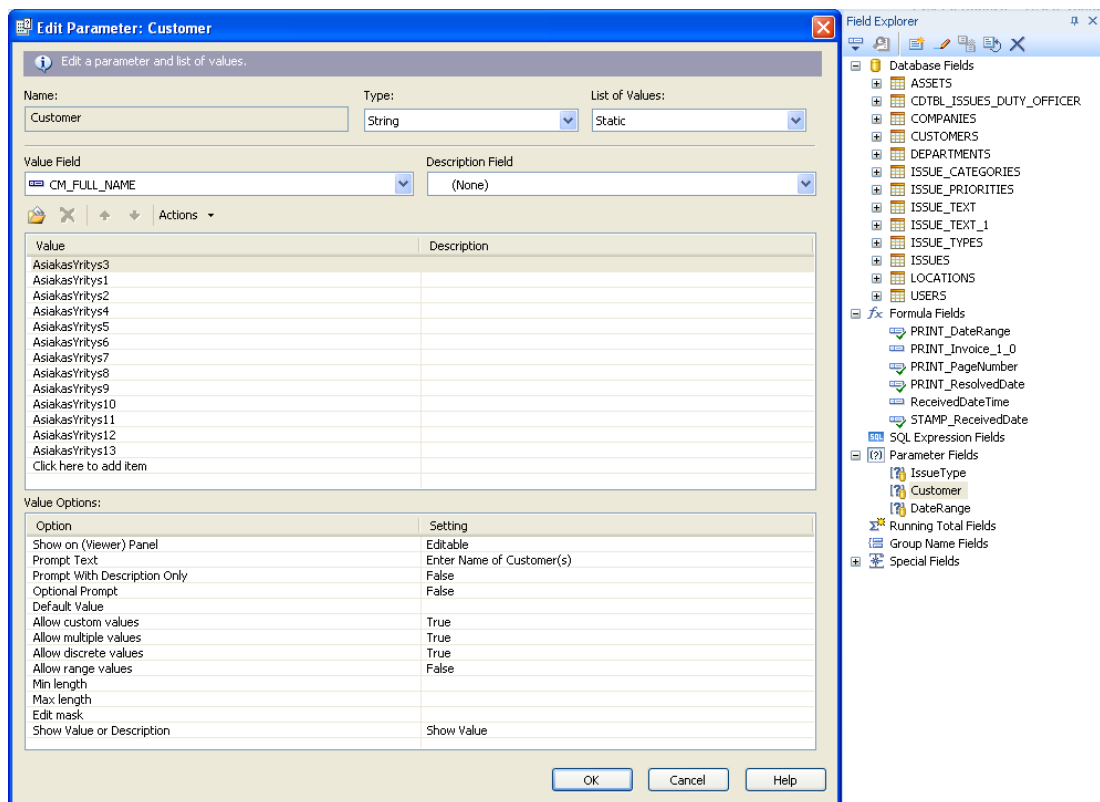 Edit Parameter: Customer
Edit a parameter and list of values.
Name: Type: List of Values:
Customer String Static
Value Field Description Field
CM_FULL_NAME (None)
Actions
Value Description
AsiakasYritys3
AsiakasYritys1
AsiakasYritys2
AsiakasYritys4
AsiakasYritys5
AsiakasYritys6
AsiakasYritys7
AsiakasYritys8
AsiakasYritys9
AsiakasYritys10
AsiakasYritys11
AsiakasYritys12
AsiakasYritys13
Click here to add item
Value Options:
Option Setting
Show on (Viewer) Panel Editable
Prompt Text Enter Name of Customer(s)
Prompt With Description Only False
Optional Prompt False
Default Value
Allow custom values True
Allow multiple values True
Allow discrete values True
Allow range values False
Min length
Max length
Edit mask
Show Value or Description Show Value
OK Cancel Help
Field Explorer
Database Fields
ASSETS
CDTBL_ISSUES_DUTY_OFFICER
COMPANIES
CUSTOMERS
DEPARTMENTS
ISSUE_CATEGORIES
ISSUE_PRIORITIES
ISSUE_TEXT
ISSUE_TEXT_1
ISSUE_TYPES
ISSUES
LOCATIONS
USERS
Formula Fields
PRINT_DateRange
PRINT_Invoice_1_0
PRINT_PageNumber
PRINT_ResolvedDate
ReceivedDateTime
STAMP_ReceivedDate
SQL SQL Expression Fields
Parameter Fields
IssueType
Customer
DateRange
Running Total Fields
Group Name Fields
Special Fields